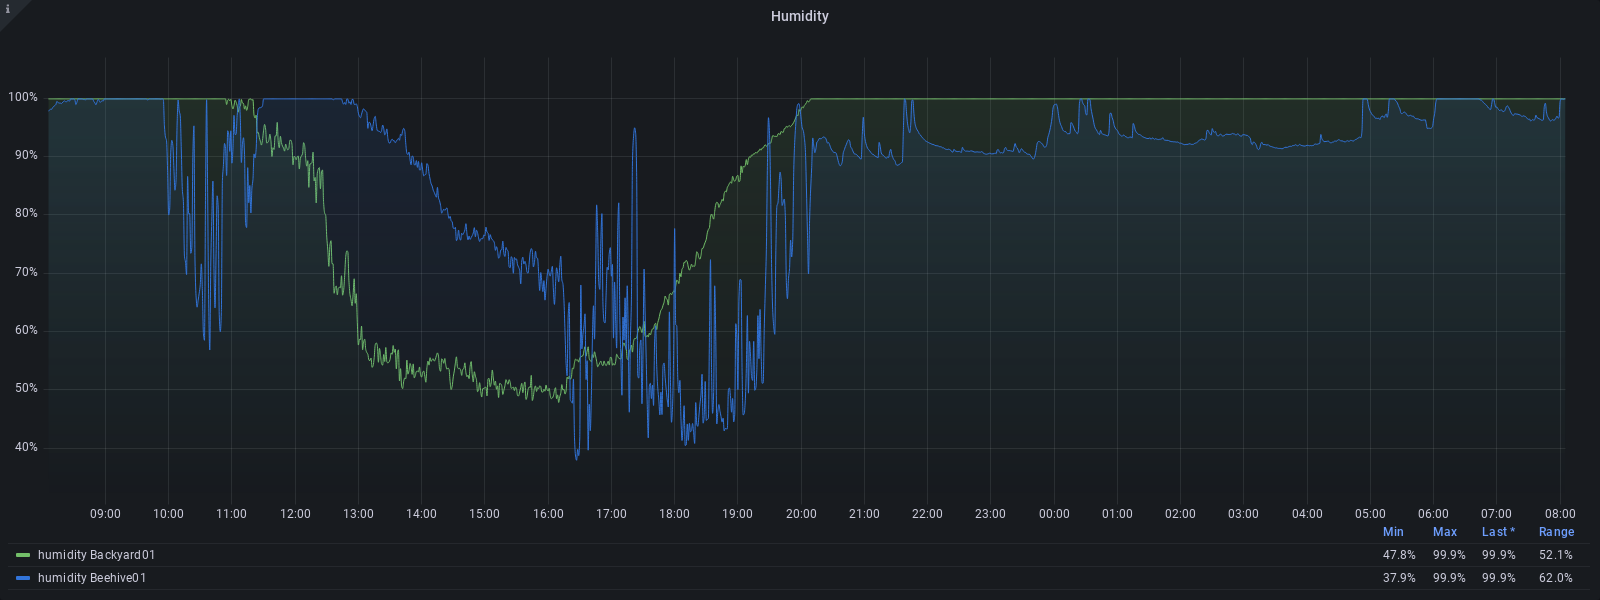 i
Humidity
100%
90%
80%
70%
60%
50%
40%
09:00 10:00 11:00 12:00 13:00 14:00 15:00 16:00 17:00 18:00 19:00 20:00 21:00 22:00 23:00 00:00 01:00 02:00 03:00 04:00 05:00 06:00 07:00 08:00
Min Max Last * Range
humidity Backyard01 47.8% 99.9% 99.9% 52.1%
humidity Beehive01 37.9% 99.9% 99.9% 62.0%